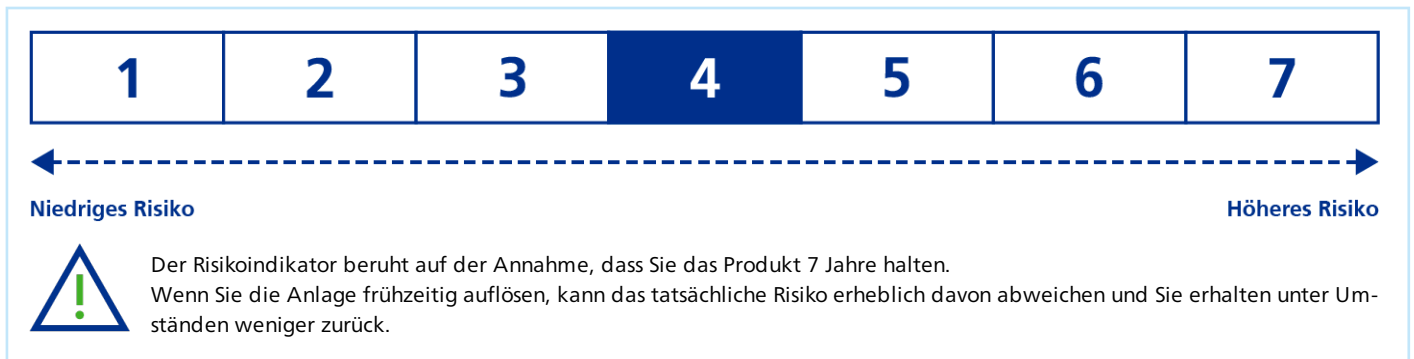 1 2 3 4 5 6 7
Niedriges Risiko Höheres Risiko
Der Risikoindikator beruht auf der Annahme, dass Sie das Produkt 7 Jahre halten.
Wenn Sie die Anlage frühzeitig auflösen, kann das tatsächliche Risiko erheblich davon abweichen und Sie erhalten unter Um-
ständen weniger zurück.